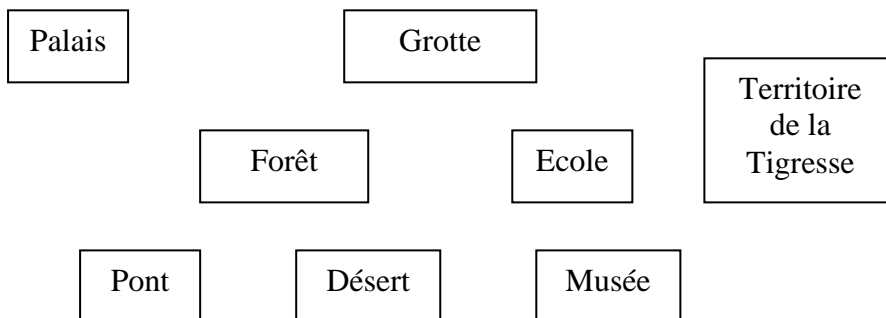 Palais
Grotte
Territoire
de la
Tigresse
Forêt
Ecole
Pont
Désert
Musée